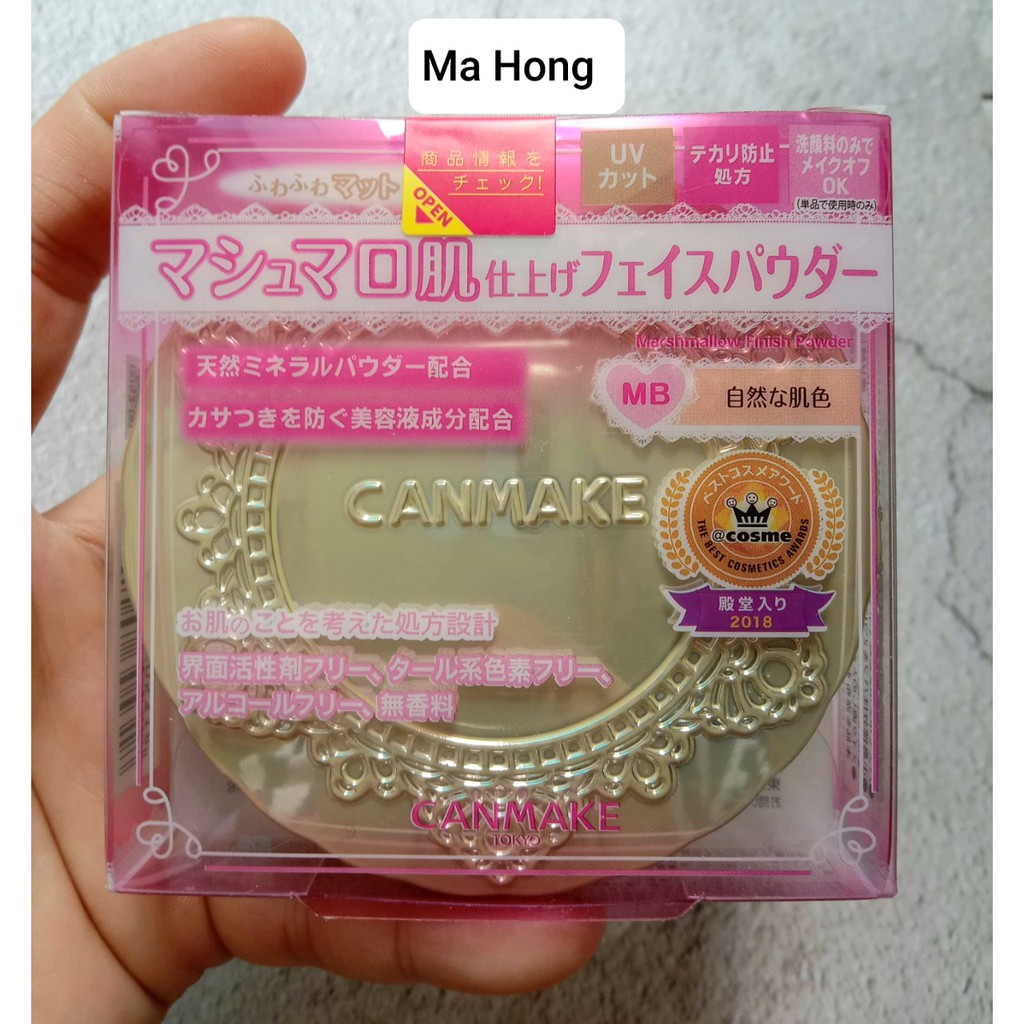 Ma Hong
商品情報を
チェック!
OPEN
UV
カット
テカリ防止
処方
洗顔料のみで
メイクオフ
OK
(単品で使用時のみ)
ふわふわマット
マシュマロ肌仕上げフェイスパウダー
Marshmallow Finish Powder
天然ミネラルパウダー配合
カサつきを防ぐ美容液成分配合
MB
自然な肌色
CANMAKE
ベストコスメアワード
@cosme
THE BEST COSMETICS AWARDS
殿堂入り
2018
お肌のことを考えた処方設計
界面活性剤フリー、タール系色素フリー、
アルコールフリー、無香料
CANMAKE
TOKYO